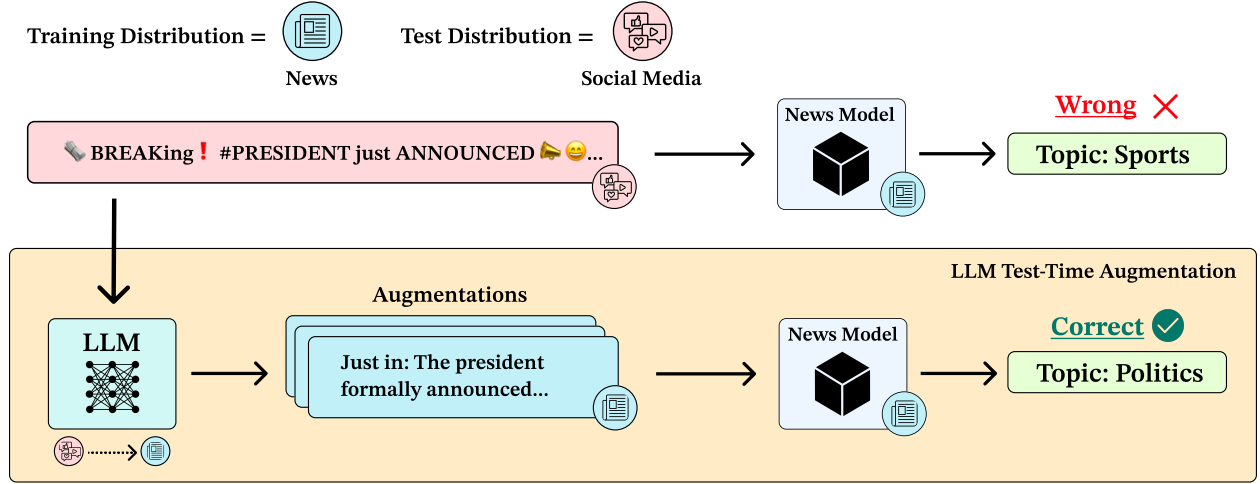 Training Distribution =
News
Test Distribution =
Social Media
🗞️ BREAKing❗ #PRESIDENT just ANNOUNCED 📣😄...
News Model
Wrong
Topic: Sports
LLM Test-Time Augmentation
LLM
Augmentations
Just in: The president
formally announced...
News Model
Correct
Topic: Politics